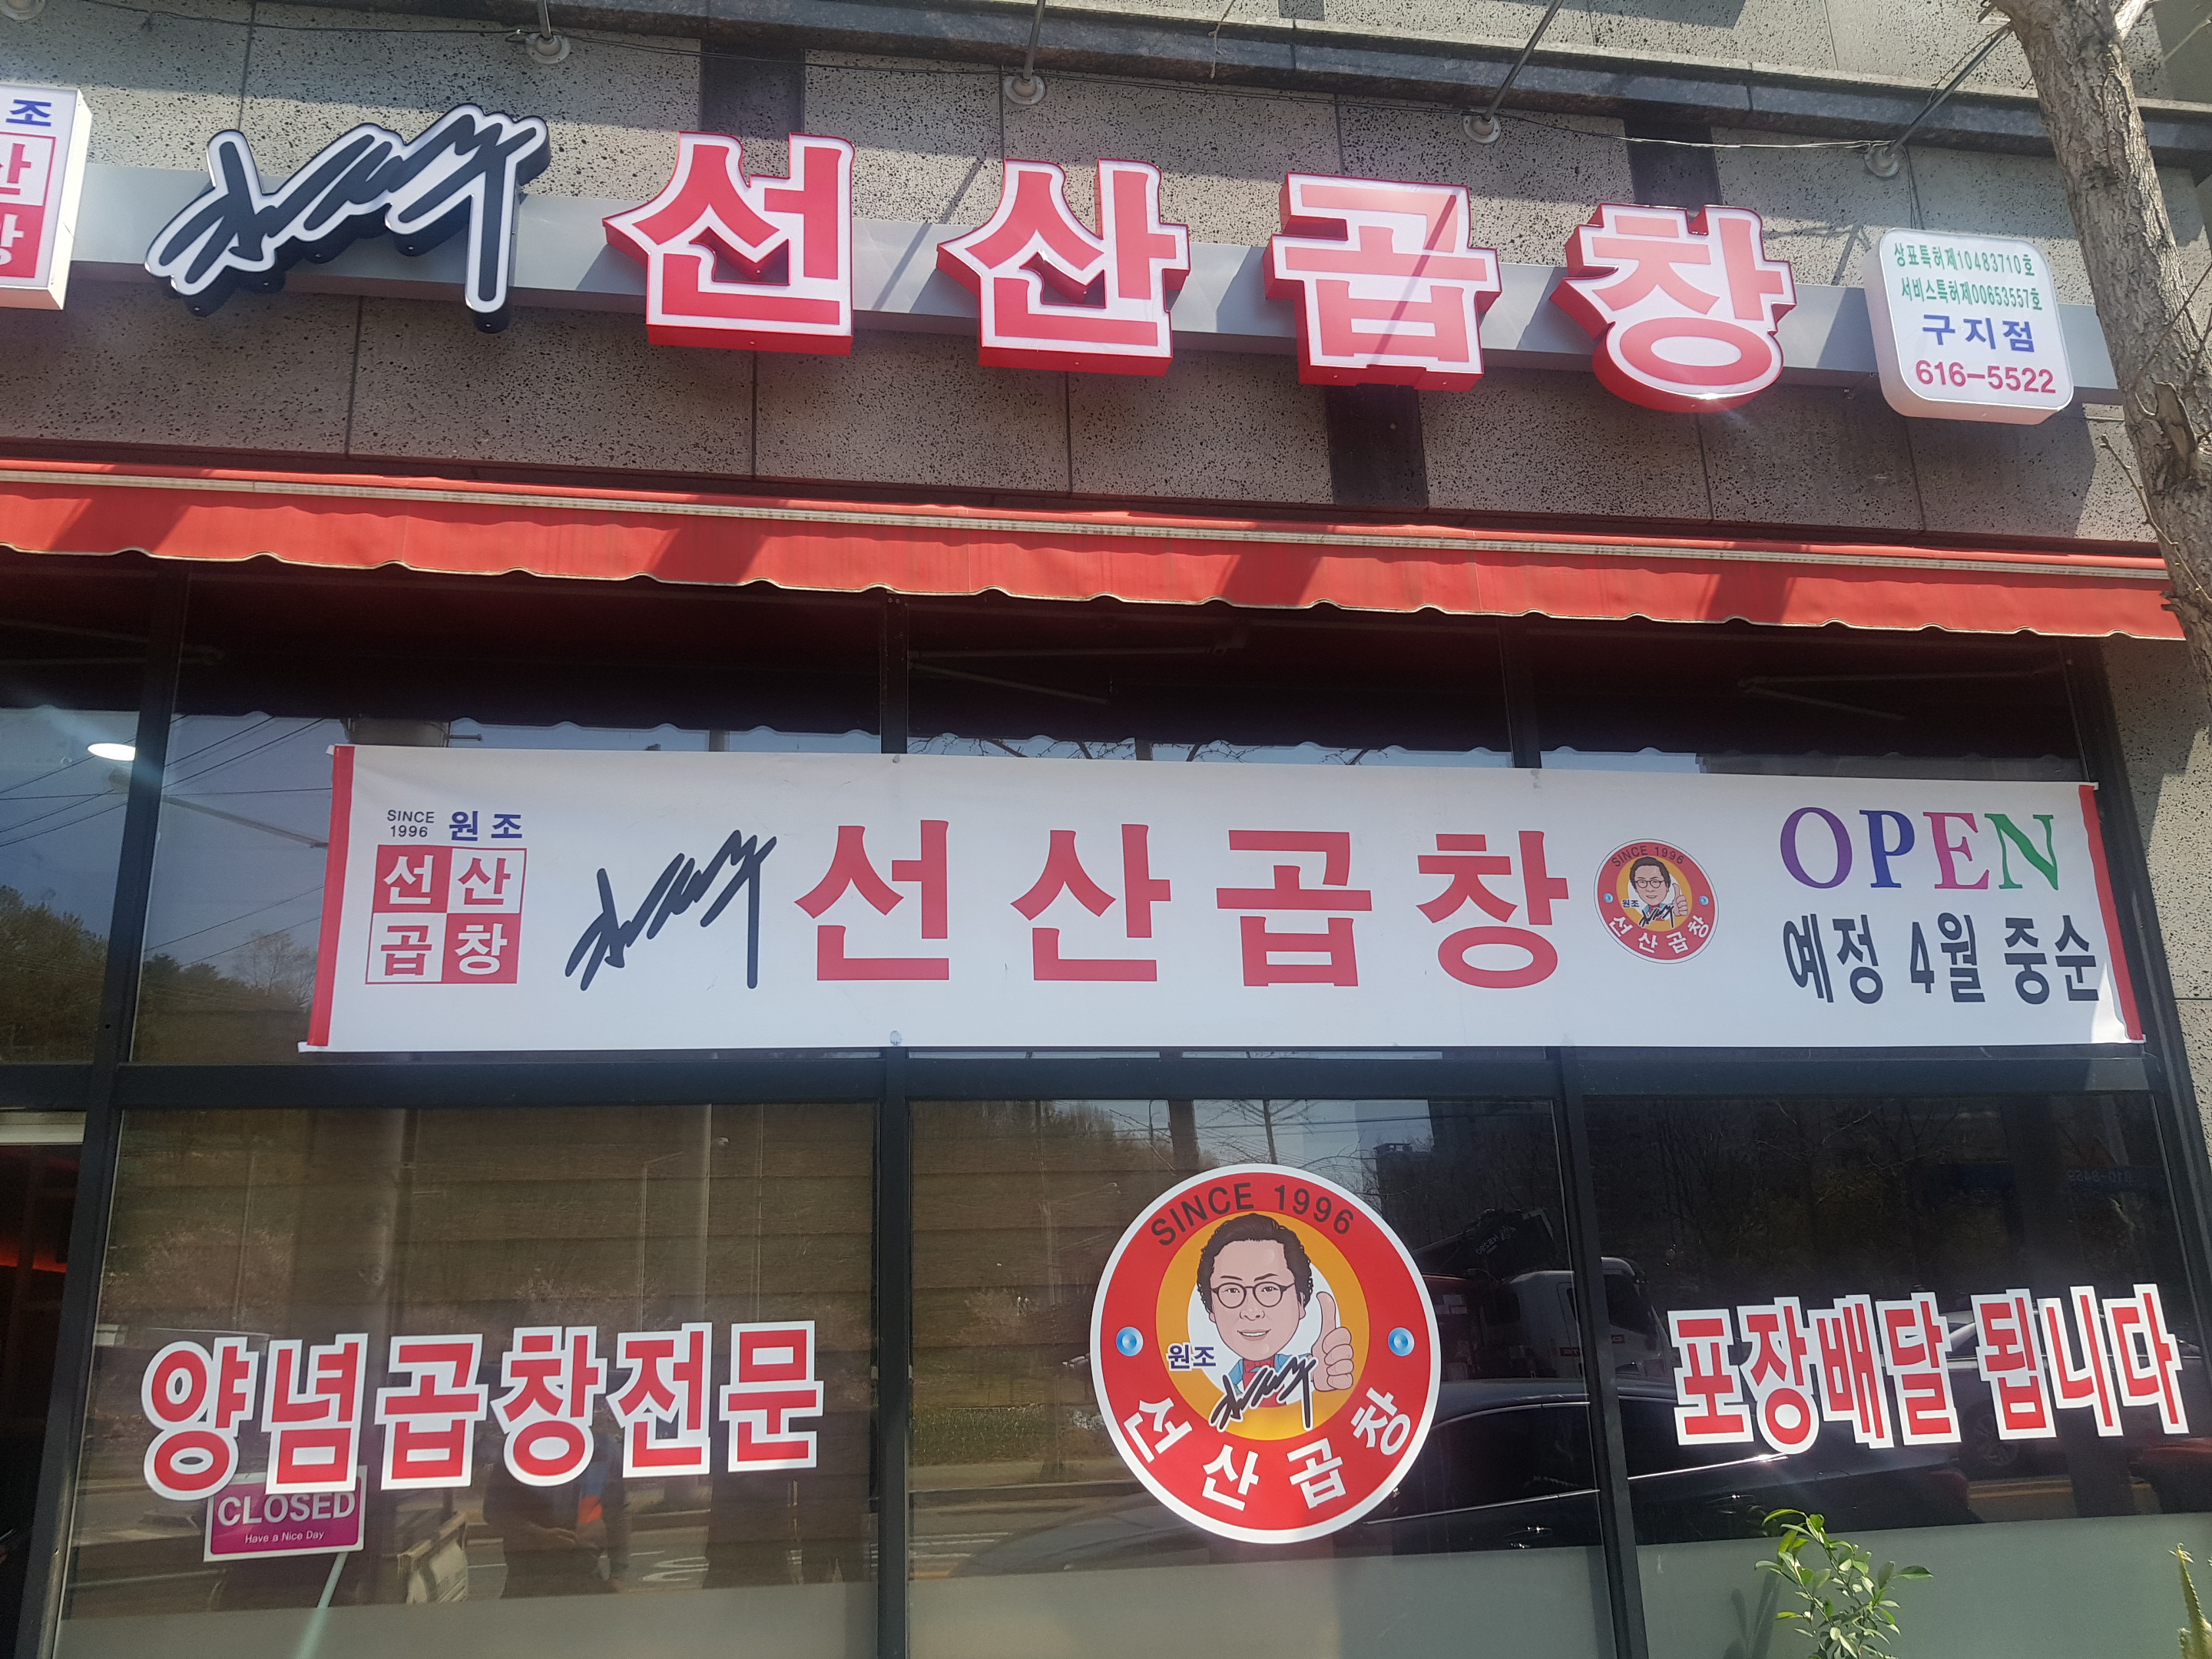 조
산
창
선산곱창
상표특허제10483710호
서비스특허제00653557호
구지점
616-5522
SINCE
1996
원조
선산
곱창
선산곱창
SINCE 1996
원조
선산곱창
OPEN
예정 4월 중순
양념곱창전문
CLOSED
Have a Nice Day
SINCE 1996
원조
선산곱창
포장배달 됩니다